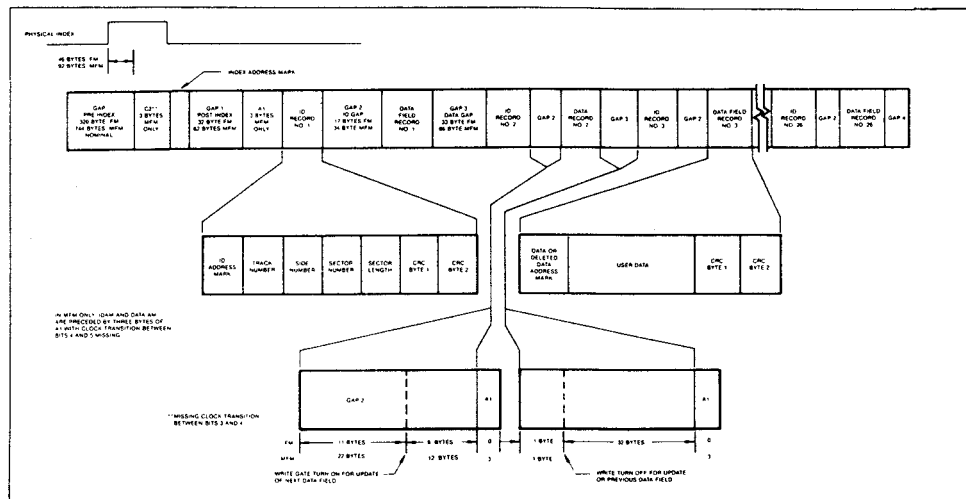 PHYSICAL INDEX
46 BYTES FM
92 BYTES MFM
INDEX ADDRESS MARK
GAP
PRE INDEX
320 BYTE FM
744 BYTES MFM
NOMINAL
3 BYTES
MFM
ONLY
GAP 1
POST INDEX
32 BYTE FM
62 BYTES MFM
A1
3 BYTES
MFM
ONLY
ID
RECORD
NO. 1
GAP 2
ID GAP
17 BYTES FM
34 BYTE MFM
DATA
FIELD
RECORD
NO. 1
GAP 3
DATA GAP
33 BYTE FM
BYTE MFM
ID
RECORD
NO. 2
GAP 2
DATA
RECORD
NO. 2
GAP 3
ID
RECORD
NO. 3
GAP 2
DATA FIELD
RECORD
NO. 3
ID
RECORD
NO. 26
GAP 2
DATA FIELD
RECORD
NO. 26
GAP 4
ID
ADDRESS
MARK
TRACK
NUMBER
SIDE
NUMBER
SECTOR
NUMBER
SECTOR
LENGTH
CRC
BYTE 1
CRC
BYTE 2
DATA OR
DELETED
DATA
ADDRESS
MARK
USER DATA
CRC
BYTE 1
CRC
BYTE 2
IN MFM ONLY, IDAM AND DATA AM
ARE PRECEDED BY THREE BYTES OF
A1 WITH CLOCK TRANSITION BETWEEN
BITS 4 AND 5 MISSING
GAP 2
A1
A1
**MISSING CLOCK TRANSITION
BETWEEN BITS 3 AND 4
FM 11 BYTES 6 BYTES 0 1 BYTE 32 BYTES 0
MFM 22 BYTES 12 BYTES 3 1 BYTE 3
WRITE GATE TURN ON FOR UPDATE
OF NEXT DATA FIELD
WRITE TURN OFF FOR UPDATE
OR PREVIOUS DATA FIELD